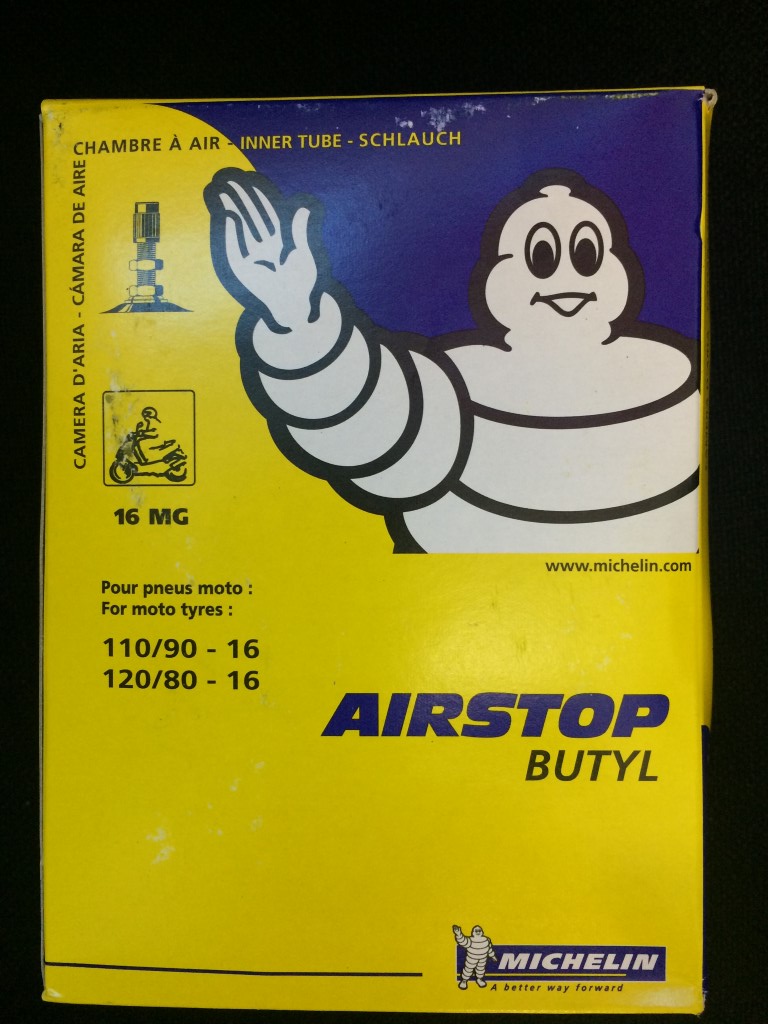 CHAMBRE À AIR - INNER TUBE - SCHLAUCH
CAMERA D'ARIA - CÁMARA DE AIRE
16 MG
www.michelin.com
Pour pneus moto :
For moto tyres :
110/90 - 16
120/80 - 16
AIRSTOP
BUTYL
MICHELIN
A better way forward